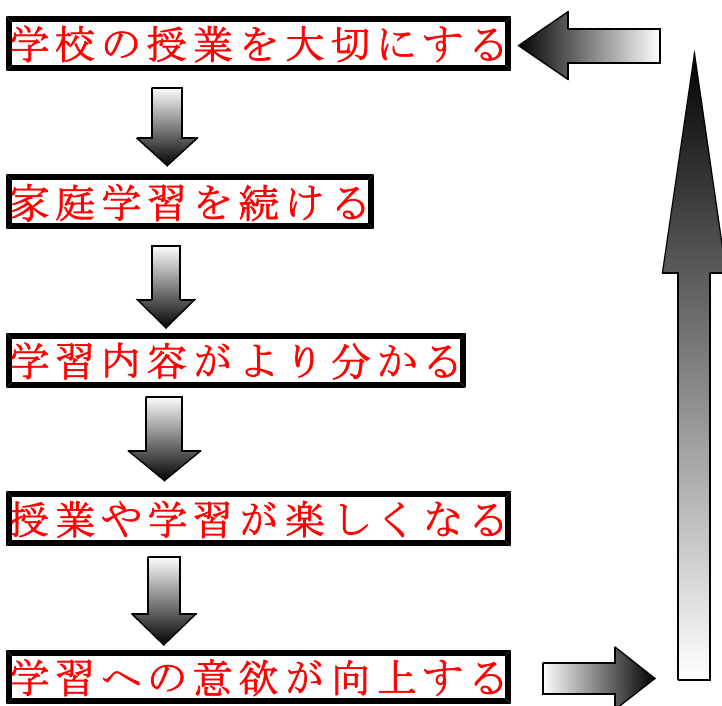 学校の授業を大切にする
家庭学習を続ける
学習内容がより分かる
授業や学習が楽しくなる
学習への意欲が向上する